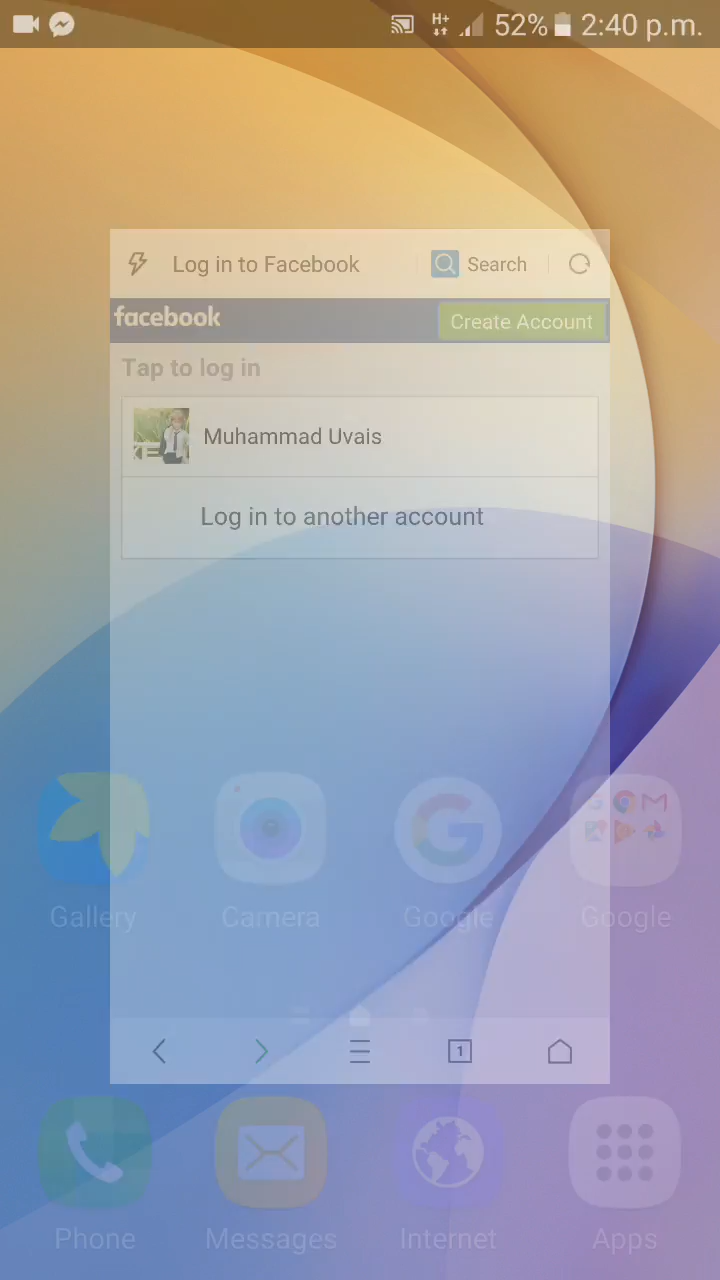 H+ 52% 2:40 p.m.
Log in to Facebook Search
facebook Create Account
Tap to log in
Muhammad Uvais
Log in to another account
Gallery Camera Google Google
1
Phone Messages Internet Apps